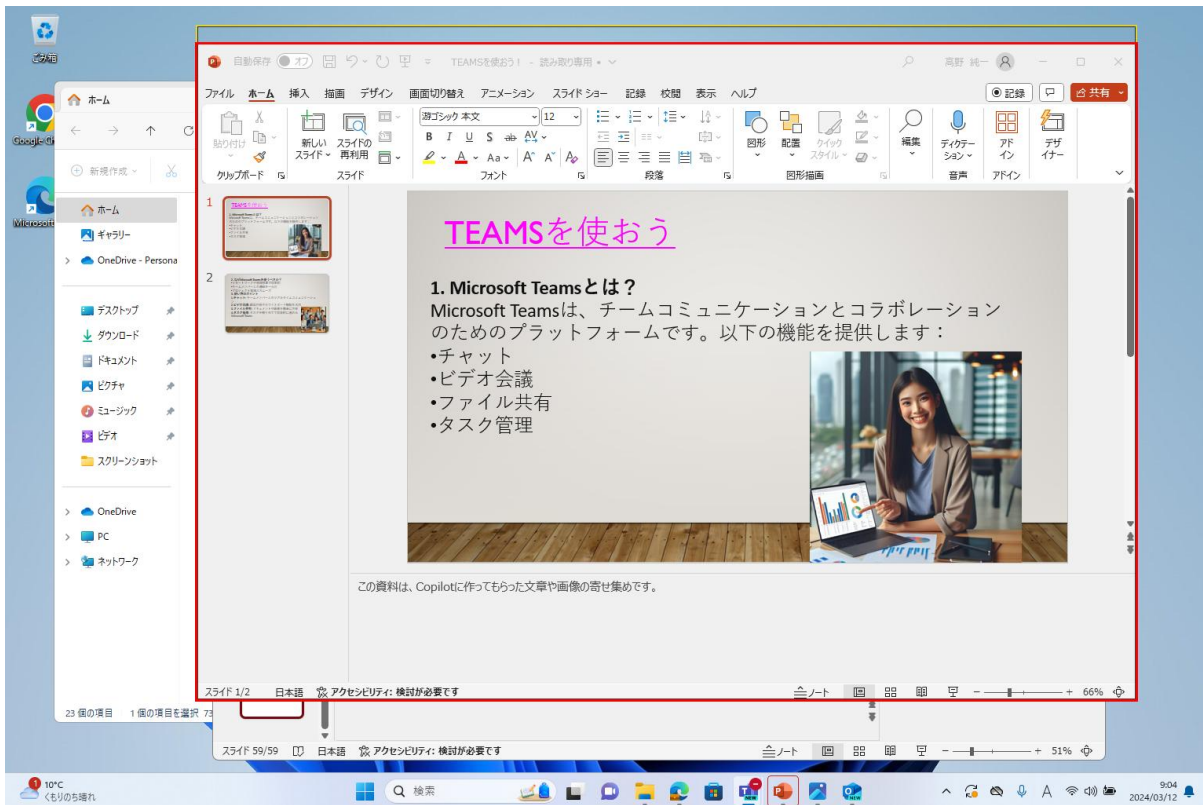 ごみ箱
自動保存 オフ TEAMSを使おう! - 読み取り専用 • 高野 純一
ホーム
ファイル ホーム 挿入 描画 デザイン 画面切り替え アニメーション スライド ショー 記録 校閲 表示 ヘルプ 記録 共有
Google Ch
新規作成
貼り付け 新しい スライド スライドの 再利用 游ゴシック 本文 12 図形 配置 クイック スタイル 編集 ディクテーション アドイン デザイナー
B I U S ab AV
A Aa A A A
クリップボード スライド フォント 段落 図形描画 音声 アドイン
Microsoft
ホーム
ギャラリー
OneDrive - Persona
デスクトップ
ダウンロード
ドキュメント
ピクチャ
ミュージック
ビデオ
スクリーンショット
OneDrive
PC
ネットワーク
1
2
TEAMSを使おう
1. Microsoft Teamsとは?
Microsoft Teamsは、チームコミュニケーションとコラボレーション
のためのプラットフォームです。以下の機能を提供します:
•チャット
•ビデオ会議
•ファイル共有
•タスク管理
この資料は、Copilotに作ってもらった文章や画像の寄せ集めです。
スライド 1/2 日本語 アクセシビリティ: 検討が必要です ノート 66%
23 個の項目 1 個の項目を選択 73
スライド 59/59 日本語 アクセシビリティ: 検討が必要です ノート 51%
1 10°C
くもりのち晴れ
検索
A 9:04
2024/03/12